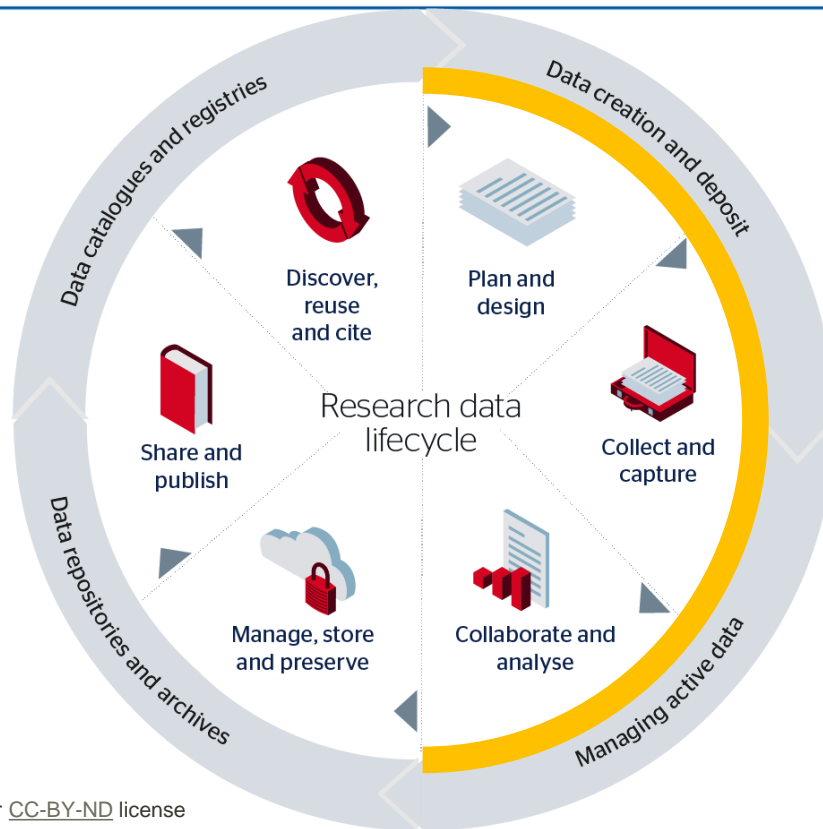 Data creation and deposit
Data catalogues and registries
Discover,
reuse
and cite
Plan and
design
Research data
lifecycle
Share and
publish
Collect and
capture
Manage, store
and preserve
Collaborate and
analyse
Data repositories and archives
Managing active data
CC-BY-ND license